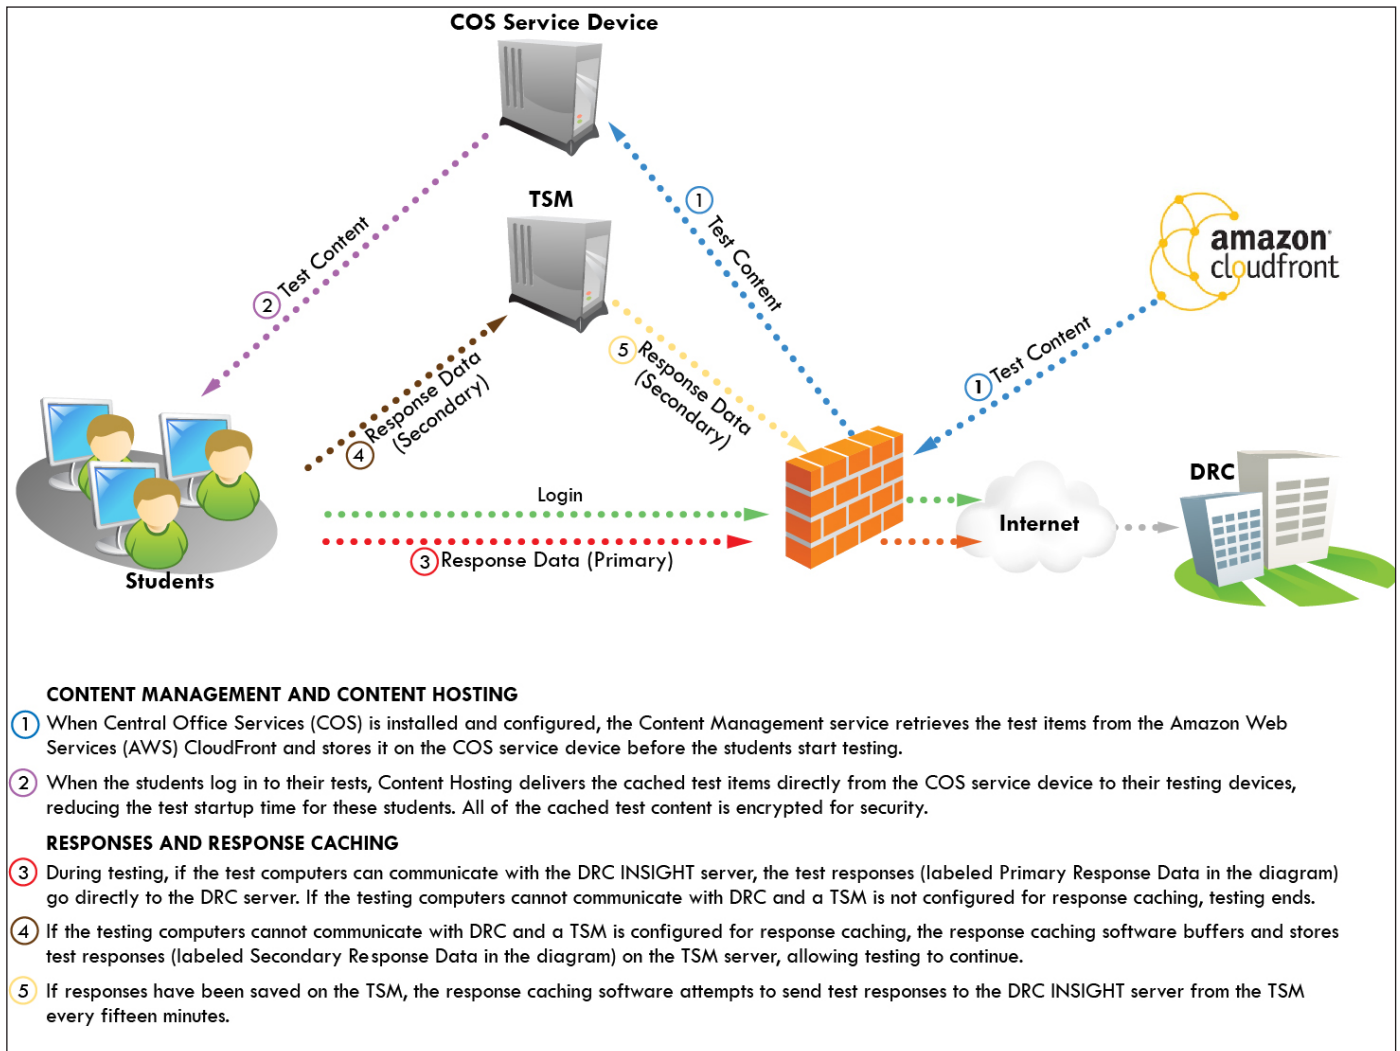 COS Service Device
TSM
1
Test Content
amazon
cloudfront
2 Test Content
5 Response Data
(Secondary)
1 Test Content
4 Response Data
(Secondary)
DRC
Login
Internet
3 Response Data (Primary)
Students
CONTENT MANAGEMENT AND CONTENT HOSTING
1 When Central Office Services (COS) is installed and configured, the Content Management service retrieves the test items from the Amazon Web
Services (AWS) CloudFront and stores it on the COS service device before the students start testing.
2 When the students log in to their tests, Content Hosting delivers the cached test items directly from the COS service device to their testing devices,
reducing the test startup time for these students. All of the cached test content is encrypted for security.
RESPONSES AND RESPONSE CACHING
3 During testing, if the test computers can communicate with the DRC INSIGHT server, the test responses (labeled Primary Response Data in the diagram)
go directly to the DRC server. If the testing computers cannot communicate with DRC and a TSM is not configured for response caching, testing ends.
4 If the testing computers cannot communicate with DRC and a TSM is configured for response caching, the response caching software buffers and stores
test responses (labeled Secondary Response Data in the diagram) on the TSM server, allowing testing to continue.
5 If responses have been saved on the TSM, the response caching software attempts to send test responses to the DRC INSIGHT server from the TSM
every fifteen minutes.